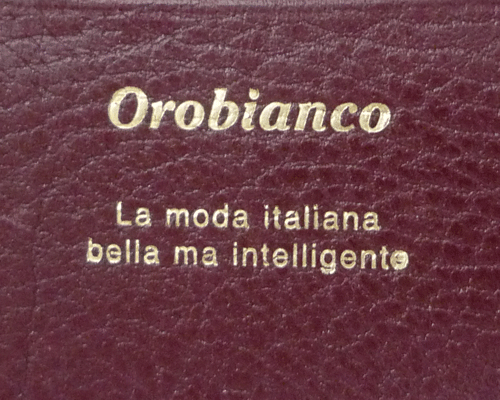 Orobianco
La moda italiana
bella ma intelligente